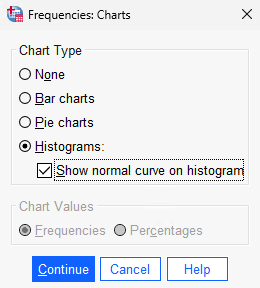 Frequencies: Charts
Chart Type
None
Bar charts
Pie charts
Histograms:
Show normal curve on histogram
Chart Values
Frequencies Percentages
Continue Cancel Help